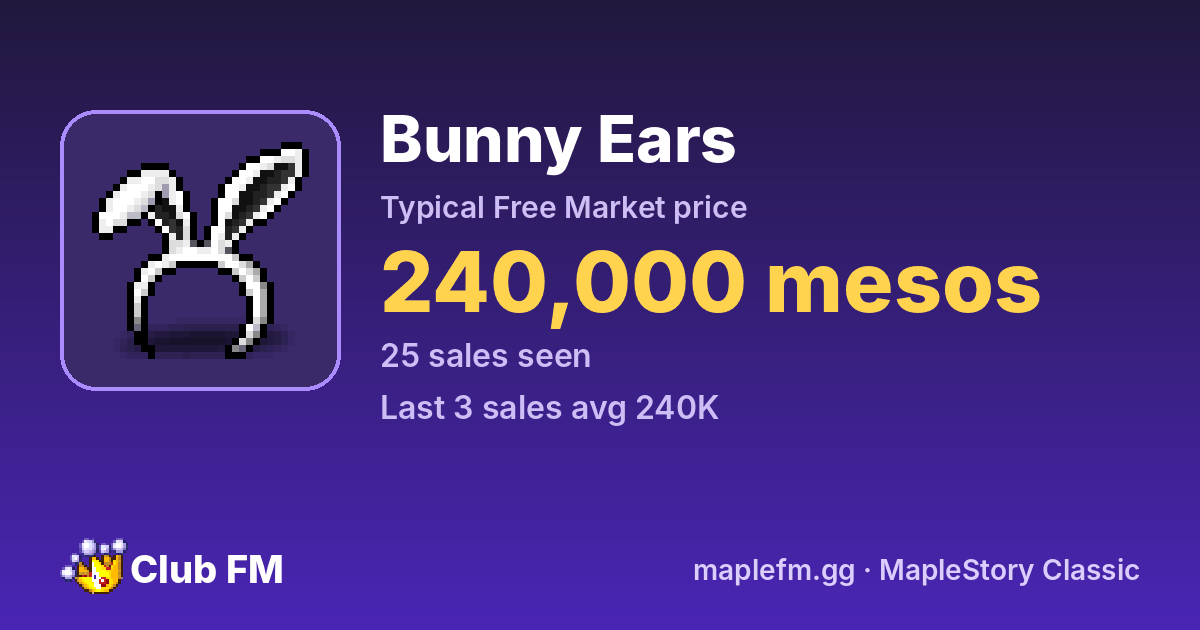 Bunny Ears
Typical Free Market price
240,000 mesos
25 sales seen
Last 3 sales avg 240K
Club FM
maplefm.gg · MapleStory Classic